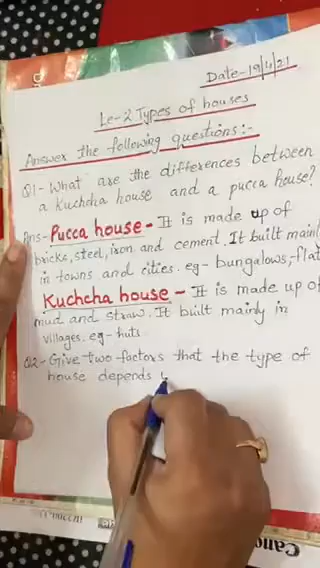 Date-19/4/21
Le-2 Types of houses
Answer the following questions:-
Q1- What are the differences between
a Kuchcha house and a pucca house?
Ans- Pucca house - It is made up of
bricks, steel, iron and cement. It built mainl
in towns and cities. eg- bungalows, flat
Kuchcha house - It is made up of
mud and straw. It built mainly in
villages. eg- huts.
Q2- Give two factors that the type of
house depends